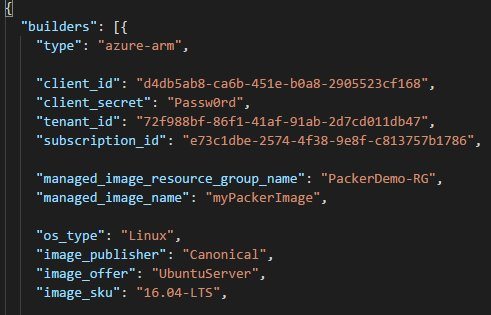 {
"builders": [{
"type": "azure-arm",
"client_id": "d4db5ab8-ca6b-451e-b0a8-2905523cf168",
"client_secret": "Passw0rd",
"tenant_id": "72f988bf-86f1-41af-91ab-2d7cd011db47",
"subscription_id": "e73c1dbe-2574-4f38-9e8f-c813757b1786",
"managed_image_resource_group_name": "PackerDemo-RG",
"managed_image_name": "myPackerImage",
"os_type": "Linux",
"image_publisher": "Canonical",
"image_offer": "UbuntuServer",
"image_sku": "16.04-LTS",